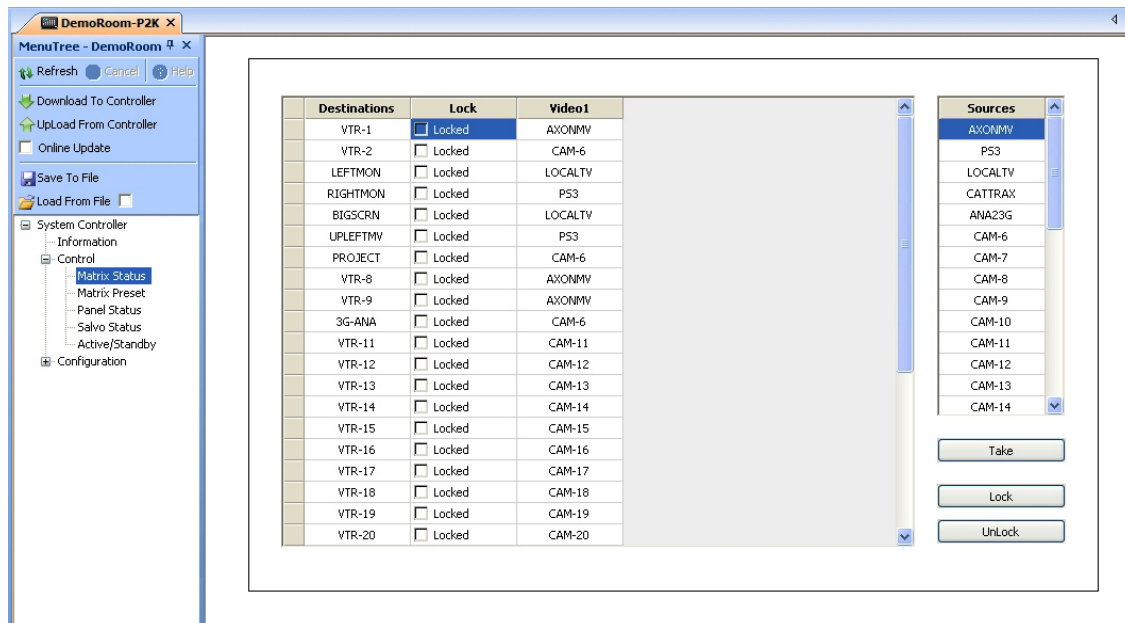 DemoRoom-P2K
MenuTree - DemoRoom
Refresh Cancel Help
Download To Controller
UpLoad From Controller
Online Update
Save To File
Load From File
System Controller
Information
Control
Matrix Status
Matrix Preset
Panel Status
Salvo Status
Active/Standby
Configuration
Destinations Lock Video1
VTR-1 Locked AXONMV
VTR-2 Locked CAM-6
LEFTMON Locked LOCALTV
RIGHTMON Locked PS3
BIGSCRN Locked LOCALTV
UPLEFTMV Locked PS3
PROJECT Locked CAM-6
VTR-8 Locked AXONMV
VTR-9 Locked AXONMV
3G-ANA Locked CAM-6
VTR-11 Locked CAM-11
VTR-12 Locked CAM-12
VTR-13 Locked CAM-13
VTR-14 Locked CAM-14
VTR-15 Locked CAM-15
VTR-16 Locked CAM-16
VTR-17 Locked CAM-17
VTR-18 Locked CAM-18
VTR-19 Locked CAM-19
VTR-20 Locked CAM-20
Sources
AXONMV
PS3
LOCALTV
CATTRAX
ANA23G
CAM-6
CAM-7
CAM-8
CAM-9
CAM-10
CAM-11
CAM-12
CAM-13
CAM-14
Take
Lock
UnLock